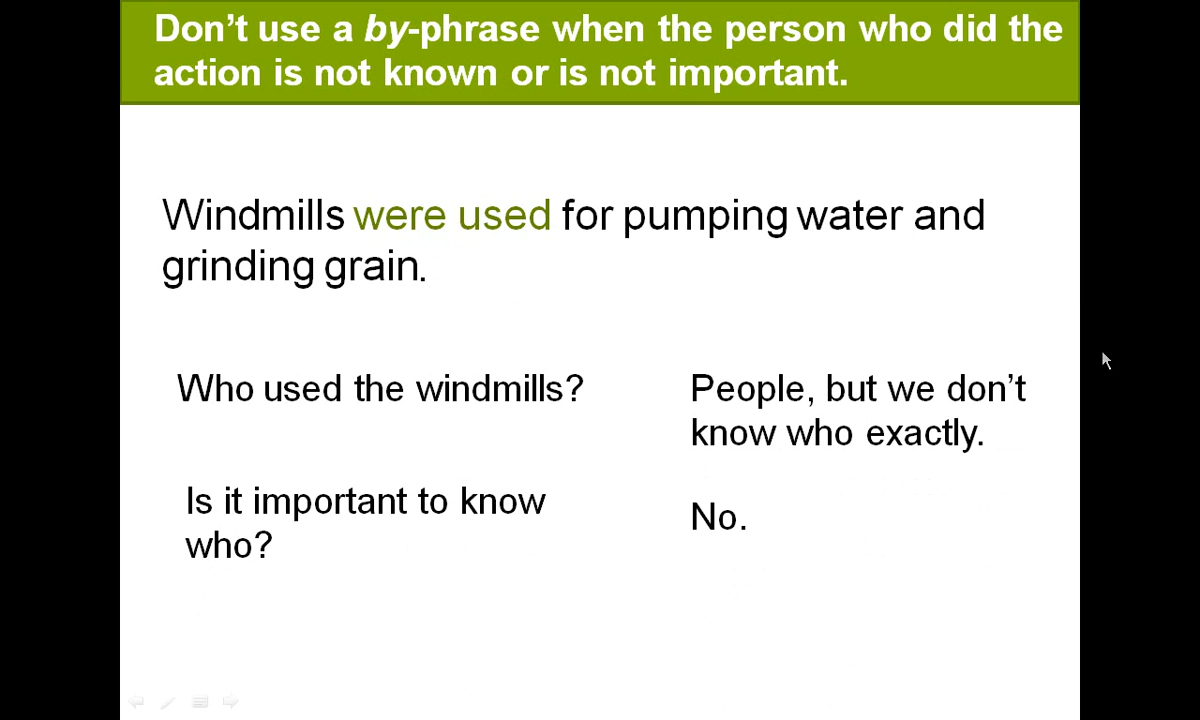 Don’t use a by-phrase when the person who did the
action is not known or is not important.
Windmills were used for pumping water and
grinding grain.
Who used the windmills?
People, but we don’t
know who exactly.
Is it important to know
who?
No.